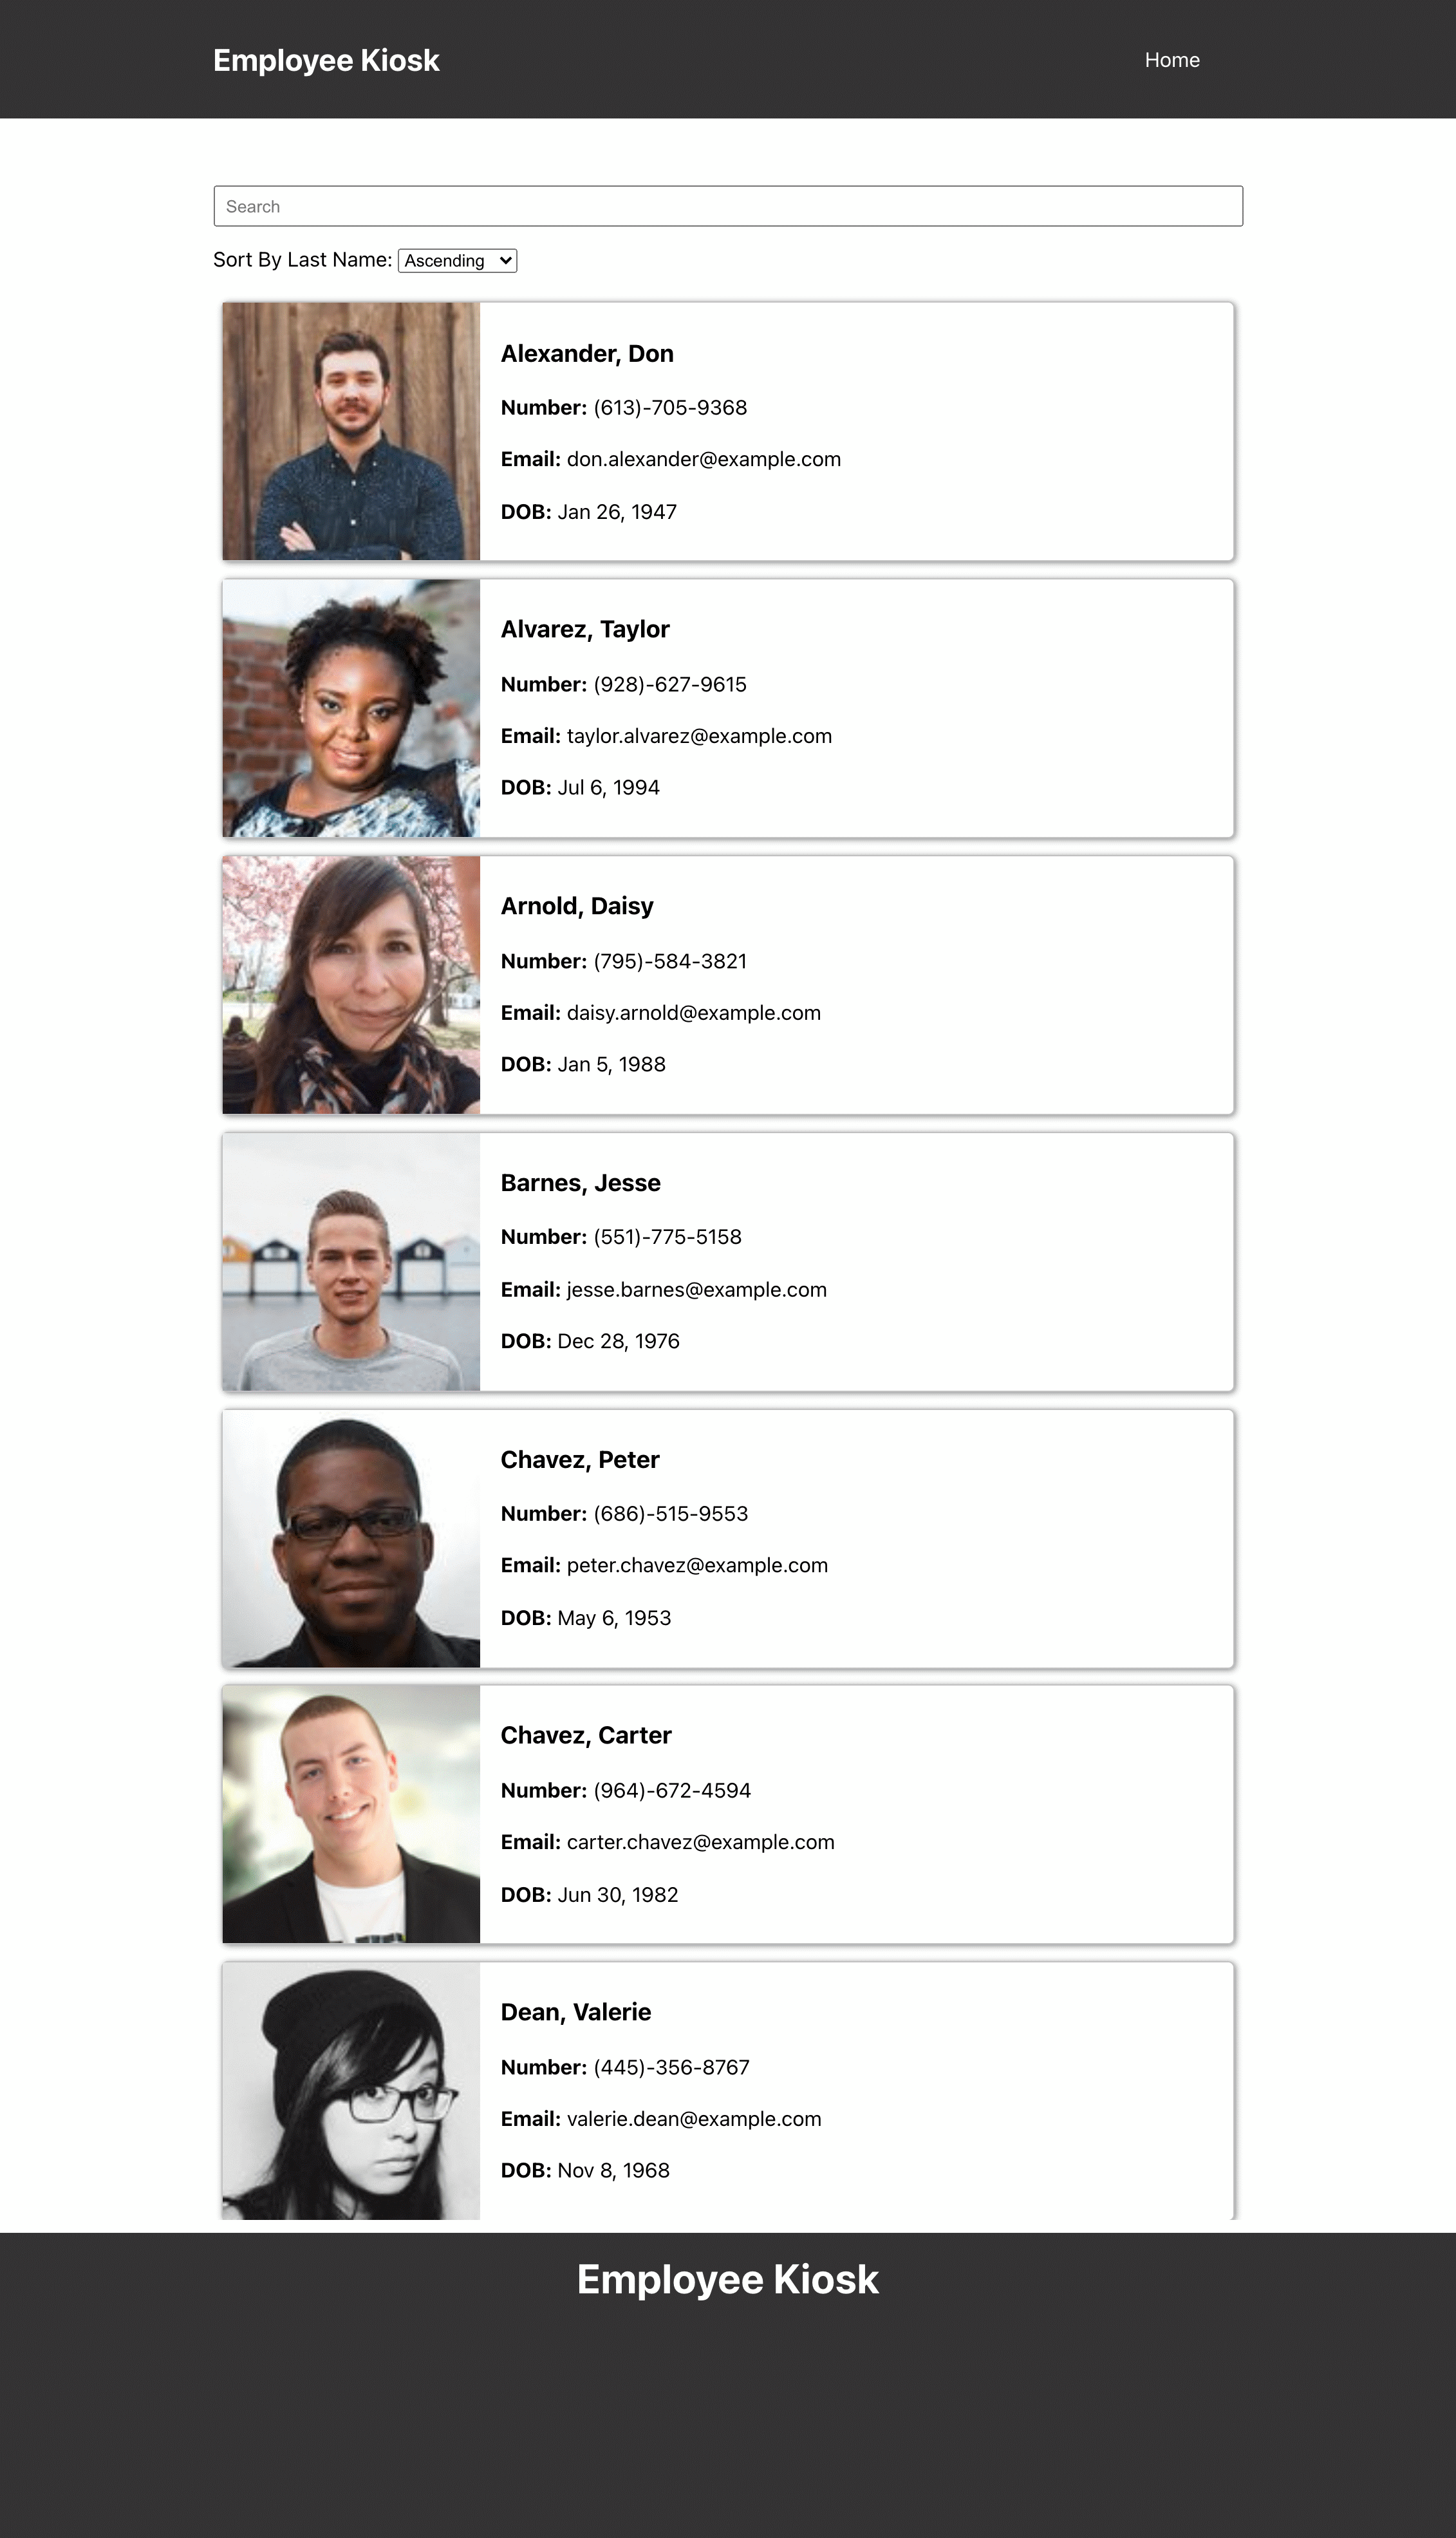 Employee Kiosk
Home
Search
Sort By Last Name: Ascending
Alexander, Don
Number: (613)-705-9368
Email: don.alexander@example.com
DOB: Jan 26, 1947
Alvarez, Taylor
Number: (928)-627-9615
Email: taylor.alvarez@example.com
DOB: Jul 6, 1994
Arnold, Daisy
Number: (795)-584-3821
Email: daisy.arnold@example.com
DOB: Jan 5, 1988
Barnes, Jesse
Number: (551)-775-5158
Email: jesse.barnes@example.com
DOB: Dec 28, 1976
Chavez, Peter
Number: (686)-515-9553
Email: peter.chavez@example.com
DOB: May 6, 1953
Chavez, Carter
Number: (964)-672-4594
Email: carter.chavez@example.com
DOB: Jun 30, 1982
Dean, Valerie
Number: (445)-356-8767
Email: valerie.dean@example.com
DOB: Nov 8, 1968
Employee Kiosk